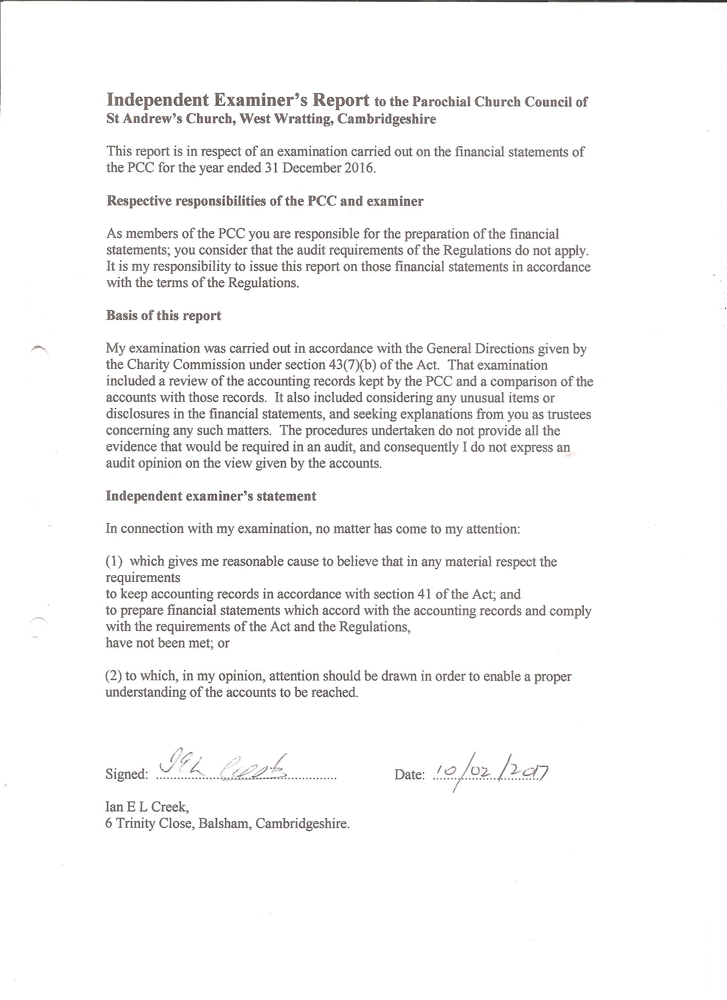 Independent Examiner's Report to the Parochial Church Council of
St Andrew's Church, West Wratting, Cambridgeshire
This report is in respect of an examination carried out on the financial statements of
the PCC for the year ended 31 December 2016.
Respective responsibilities of the PCC and examiner
As members of the PCC you are responsible for the preparation of the financial
statements; you consider that the audit requirements of the Regulations do not apply.
It is my responsibility to issue this report on those financial statements in accordance
with the terms of the Regulations.
Basis of this report
My examination was carried out in accordance with the General Directions given by
the Charity Commission under section 43(7)(b) of the Act.  That examination
included a review of the accounting records kept by the PCC and a comparison of the
accounts with those records.  It also included considering any unusual items or
disclosures in the financial statements, and seeking explanations from you as trustees
concerning any such matters.  The procedures undertaken do not provide all the
evidence that would be required in an audit, and consequently I do not express an
audit opinion on the view given by the accounts.
Independent examiner's statement
In connection with my examination, no matter has come to my attention:
(1)  which gives me reasonable cause to believe that in any material respect the
requirements
to keep accounting records in accordance with section 41 of the Act; and
to prepare financial statements which accord with the accounting records and comply
with the requirements of the Act and the Regulations,
have not been met; or
(2) to which, in my opinion, attention should be drawn in order to enable a proper
understanding of the accounts to be reached.
Signed: IEL Creek Date: 10/02/2017
Ian E L Creek,
6 Trinity Close, Balsham, Cambridgeshire.